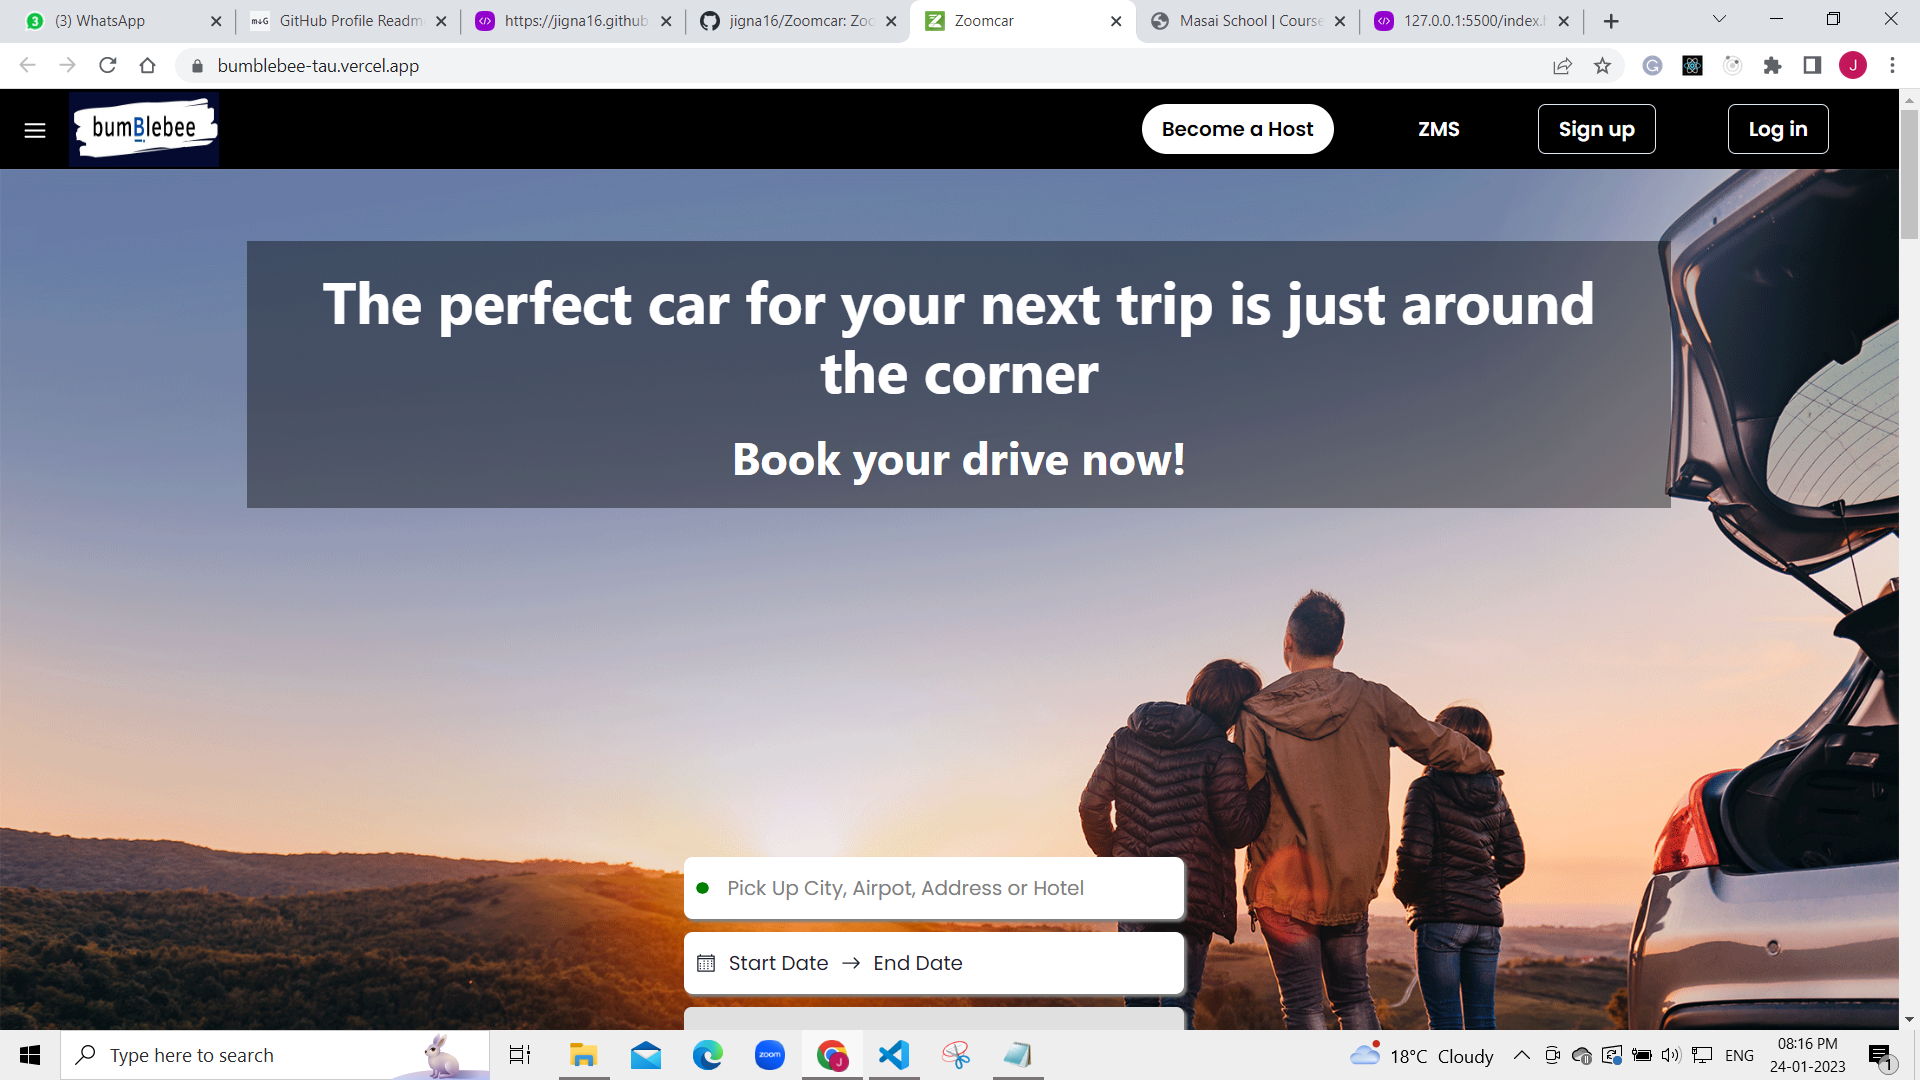 (3) WhatsApp
GitHub Profile Readm
https://jigna16.github
jigna16/Zoomcar: Zoo
Zoomcar
Masai School | Course
127.0.0.1:5500/index.h
bumblebee-tau.vercel.app
J
bumBlebee
Become a Host
ZMS
Sign up
Log in
The perfect car for your next trip is just around
the corner
Book your drive now!
Pick Up City, Airpot, Address or Hotel
Start Date → End Date
Type here to search
zoom
18°C Cloudy
ENG
08:16 PM
24-01-2023
1